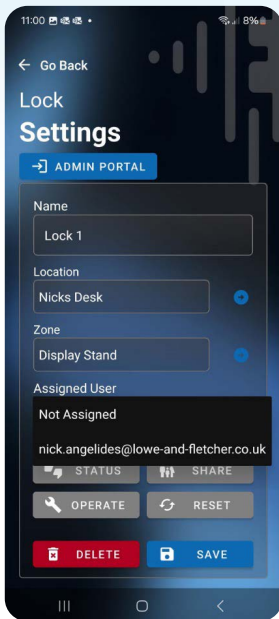 11:00
8%
Go Back
Lock
Settings
ADMIN PORTAL
Name
Lock 1
Location
Nicks Desk
Zone
Display Stand
Assigned User
Not Assigned
nick.angelides@lowe-and-fletcher.co.uk
STATUS SHARE
OPERATE RESET
DELETE SAVE